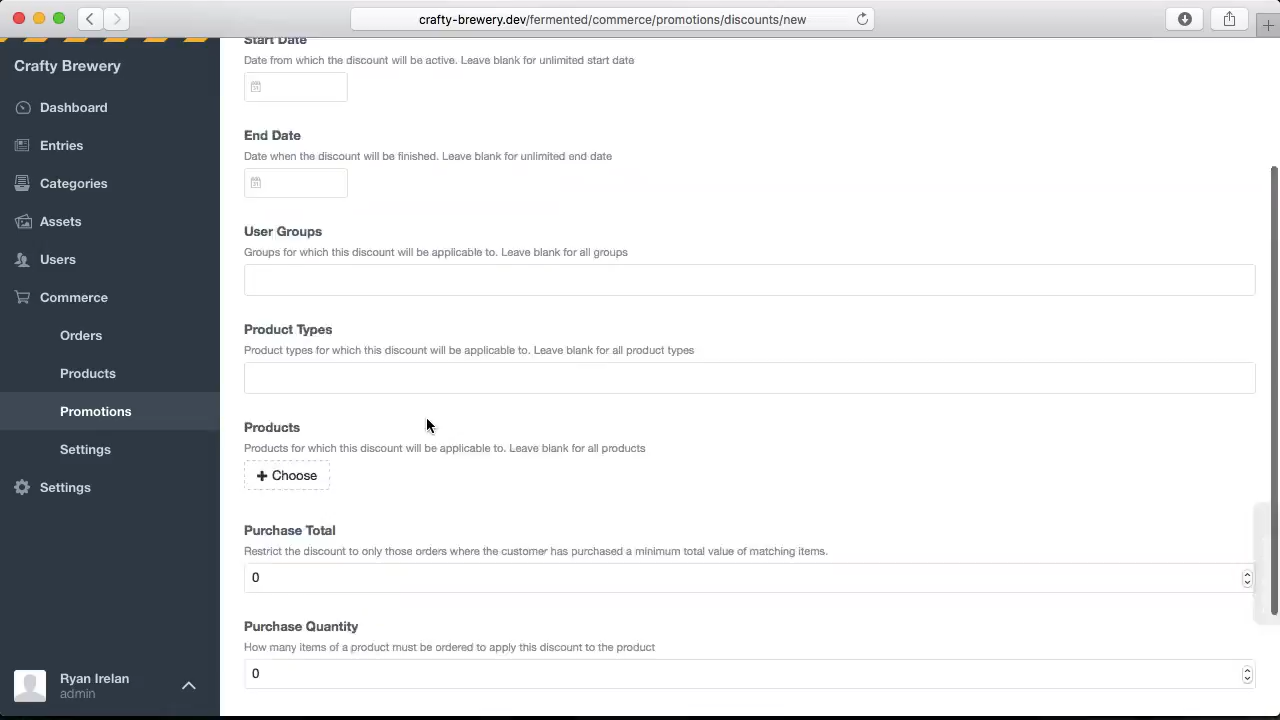 crafty-brewery.dev/fermented/commerce/promotions/discounts/new
Crafty Brewery
Dashboard
Entries
Categories
Assets
Users
Commerce
Orders
Products
Promotions
Settings
Settings
Ryan Irelan
admin
Start Date
Date from which the discount will be active. Leave blank for unlimited start date
End Date
Date when the discount will be finished. Leave blank for unlimited end date
User Groups
Groups for which this discount will be applicable to. Leave blank for all groups
Product Types
Product types for which this discount will be applicable to. Leave blank for all product types
Products
Products for which this discount will be applicable to. Leave blank for all products
+ Choose
Purchase Total
Restrict the discount to only those orders where the customer has purchased a minimum total value of matching items.
0
Purchase Quantity
How many items of a product must be ordered to apply this discount to the product
0